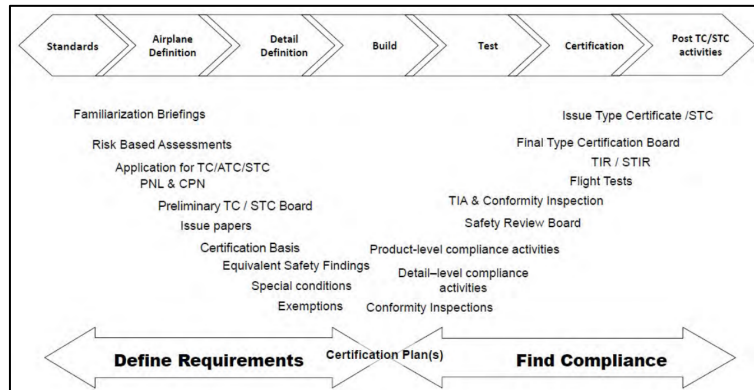 Standards
Airplane
Definition
Detail
Definition
Build
Test
Certification
Post TC/STC
activities
Familiarization Briefings
Risk Based Assessments
Application for TC/ATC/STC
PNL & CPN
Preliminary TC / STC Board
Issue papers
Certification Basis
Equivalent Safety Findings
Special conditions
Exemptions
Issue Type Certificate /STC
Final Type Certification Board
TIR / STIR
Flight Tests
TIA & Conformity Inspection
Safety Review Board
Product-level compliance activities
Detail–level compliance
activities
Conformity Inspections
Define Requirements
Certification Plan(s)
Find Compliance